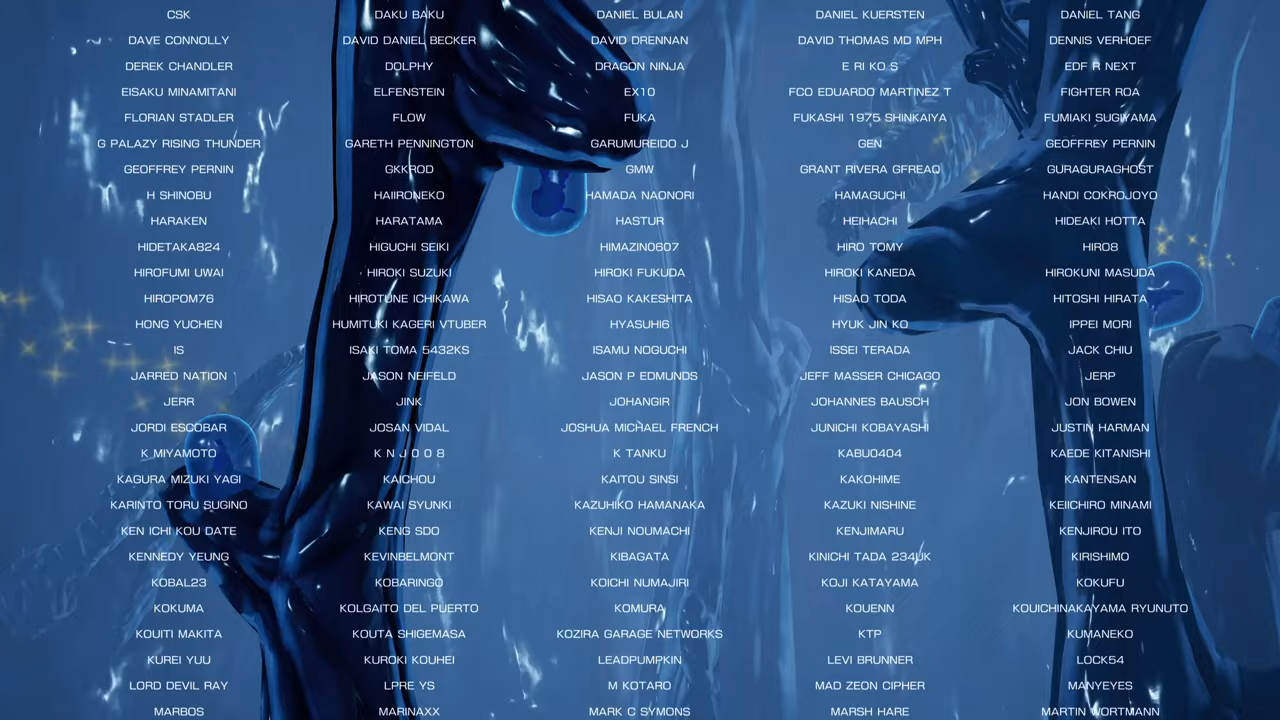 CSK DAKU BAKU DANIEL BULAN DANIEL KUERSTEN DANIEL TANG
DAVE CONNOLLY DAVID DANIEL BECKER DAVID DRENNAN DAVID THOMAS MD MPH DENNIS VERHOEF
DEREK CHANDLER DOLPHY DRAGON NINJA E RI KO S EDF R NEXT
EISAKU MINAMITANI ELFENSTEIN EX10 FCO EDUARDO MARTINEZ T FIGHTER ROA
FLORIAN STADLER FLOW FUKA FUKASHI 1975 SHINKAIYA FUMIAKI SUGIYAMA
G PALAZY RISING THUNDER GARETH PENNINGTON GARUMUREIDO J GEN GEOFFREY PERNIN
GEOFFREY PERNIN GKKROD GMW GRANT RIVERA GFREAQ GURAGURAGHOST
H SHINOBU HAIIRONEKO HAMADA NAONORI HAMAGUCHI HANDI COKROJOYO
HARAKEN HARATAMA HASTUR HEIHACHI HIDEAKI HOTTA
HIDETAKA824 HIGUCHI SEIKI HIMAZIN0607 HIRO TOMY HIRO8
HIROFUMI UWAI HIROKI SUZUKI HIROKI FUKUDA HIROKI KANEDA HIROKUNI MASUDA
HIROPOM76 HIROTUNE ICHIKAWA HISAO KAKESHITA HISAO TODA HITOSHI HIRATA
HONG YUCHEN HUMITUKI KAGERI VTUBER HYASUHI6 HYUK JIN KO IPPEI MORI
IS ISAKI TOMA 5432KS ISAMU NOGUCHI ISSEI TERADA JACK CHIU
JARRED NATION JASON NEIFELD JASON P EDMUNDS JEFF MASSER CHICAGO JERP
JERR JINK JOHANGIR JOHANNES BAUSCH JON BOWEN
JORDI ESCOBAR JOSAN VIDAL JOSHUA MICHAEL FRENCH JUNICHI KOBAYASHI JUSTIN HARMAN
K MIYAMOTO K N J 0 0 8 K TANKU KABU0404 KAEDE KITANISHI
KAGURA MIZUKI YAGI KAICHOU KAITOU SINSI KAKOHIME KANTENSAN
KARINTO TORU SUGINO KAWAI SYUNKI KAZUHIKO HAMANAKA KAZUKI NISHINE KEIICHIRO MINAMI
KEN ICHI KOU DATE KENG SDO KENJI NOUMACHI KENJIMARU KENJIROU ITO
KENNEDY YEUNG KEVINBELMONT KIBAGATA KINICHI TADA 234UK KIRISHIMO
KOBAL23 KOBARINGO KOICHI NUMAJIRI KOJI KATAYAMA KOKUFU
KOKUMA KOLGAITO DEL PUERTO KOMURA KOUENN KOUICHINAKAYAMA RYUNUTO
KOUITI MAKITA KOUTA SHIGEMASA KOZIRA GARAGE NETWORKS KTP KUMANEKO
KUREI YUU KUROKI KOUHEI LEADPUMPKIN LEVI BRUNNER LOCK54
LORD DEVIL RAY LPRE YS M KOTARO MAD ZEON CIPHER MANYEYES
MARBOS MARINAXX MARK C SYMONS MARSH HARE MARTIN WORTMANN